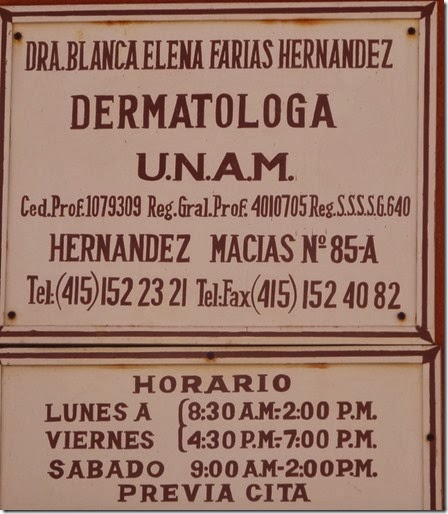 DRA. BLANCA ELENA FARIAS HERNANDEZ
DERMATOLOGA
U.N.A.M.
Ced.Prof.1079309 Reg.Gral.Prof. 4010705 Reg.S.S.S.S.G.640
HERNANDEZ MACIAS Nº 85-A
Tel:(415)152 23 21 Tel:Fax(415) 152 40 82
HORARIO
LUNES A { 8:30 A.M.-2:00 P.M.
VIERNES { 4:30 P.M.-7:00 P.M.
SABADO 9:00 A.M-2:00P.M.
PREVIA CITA